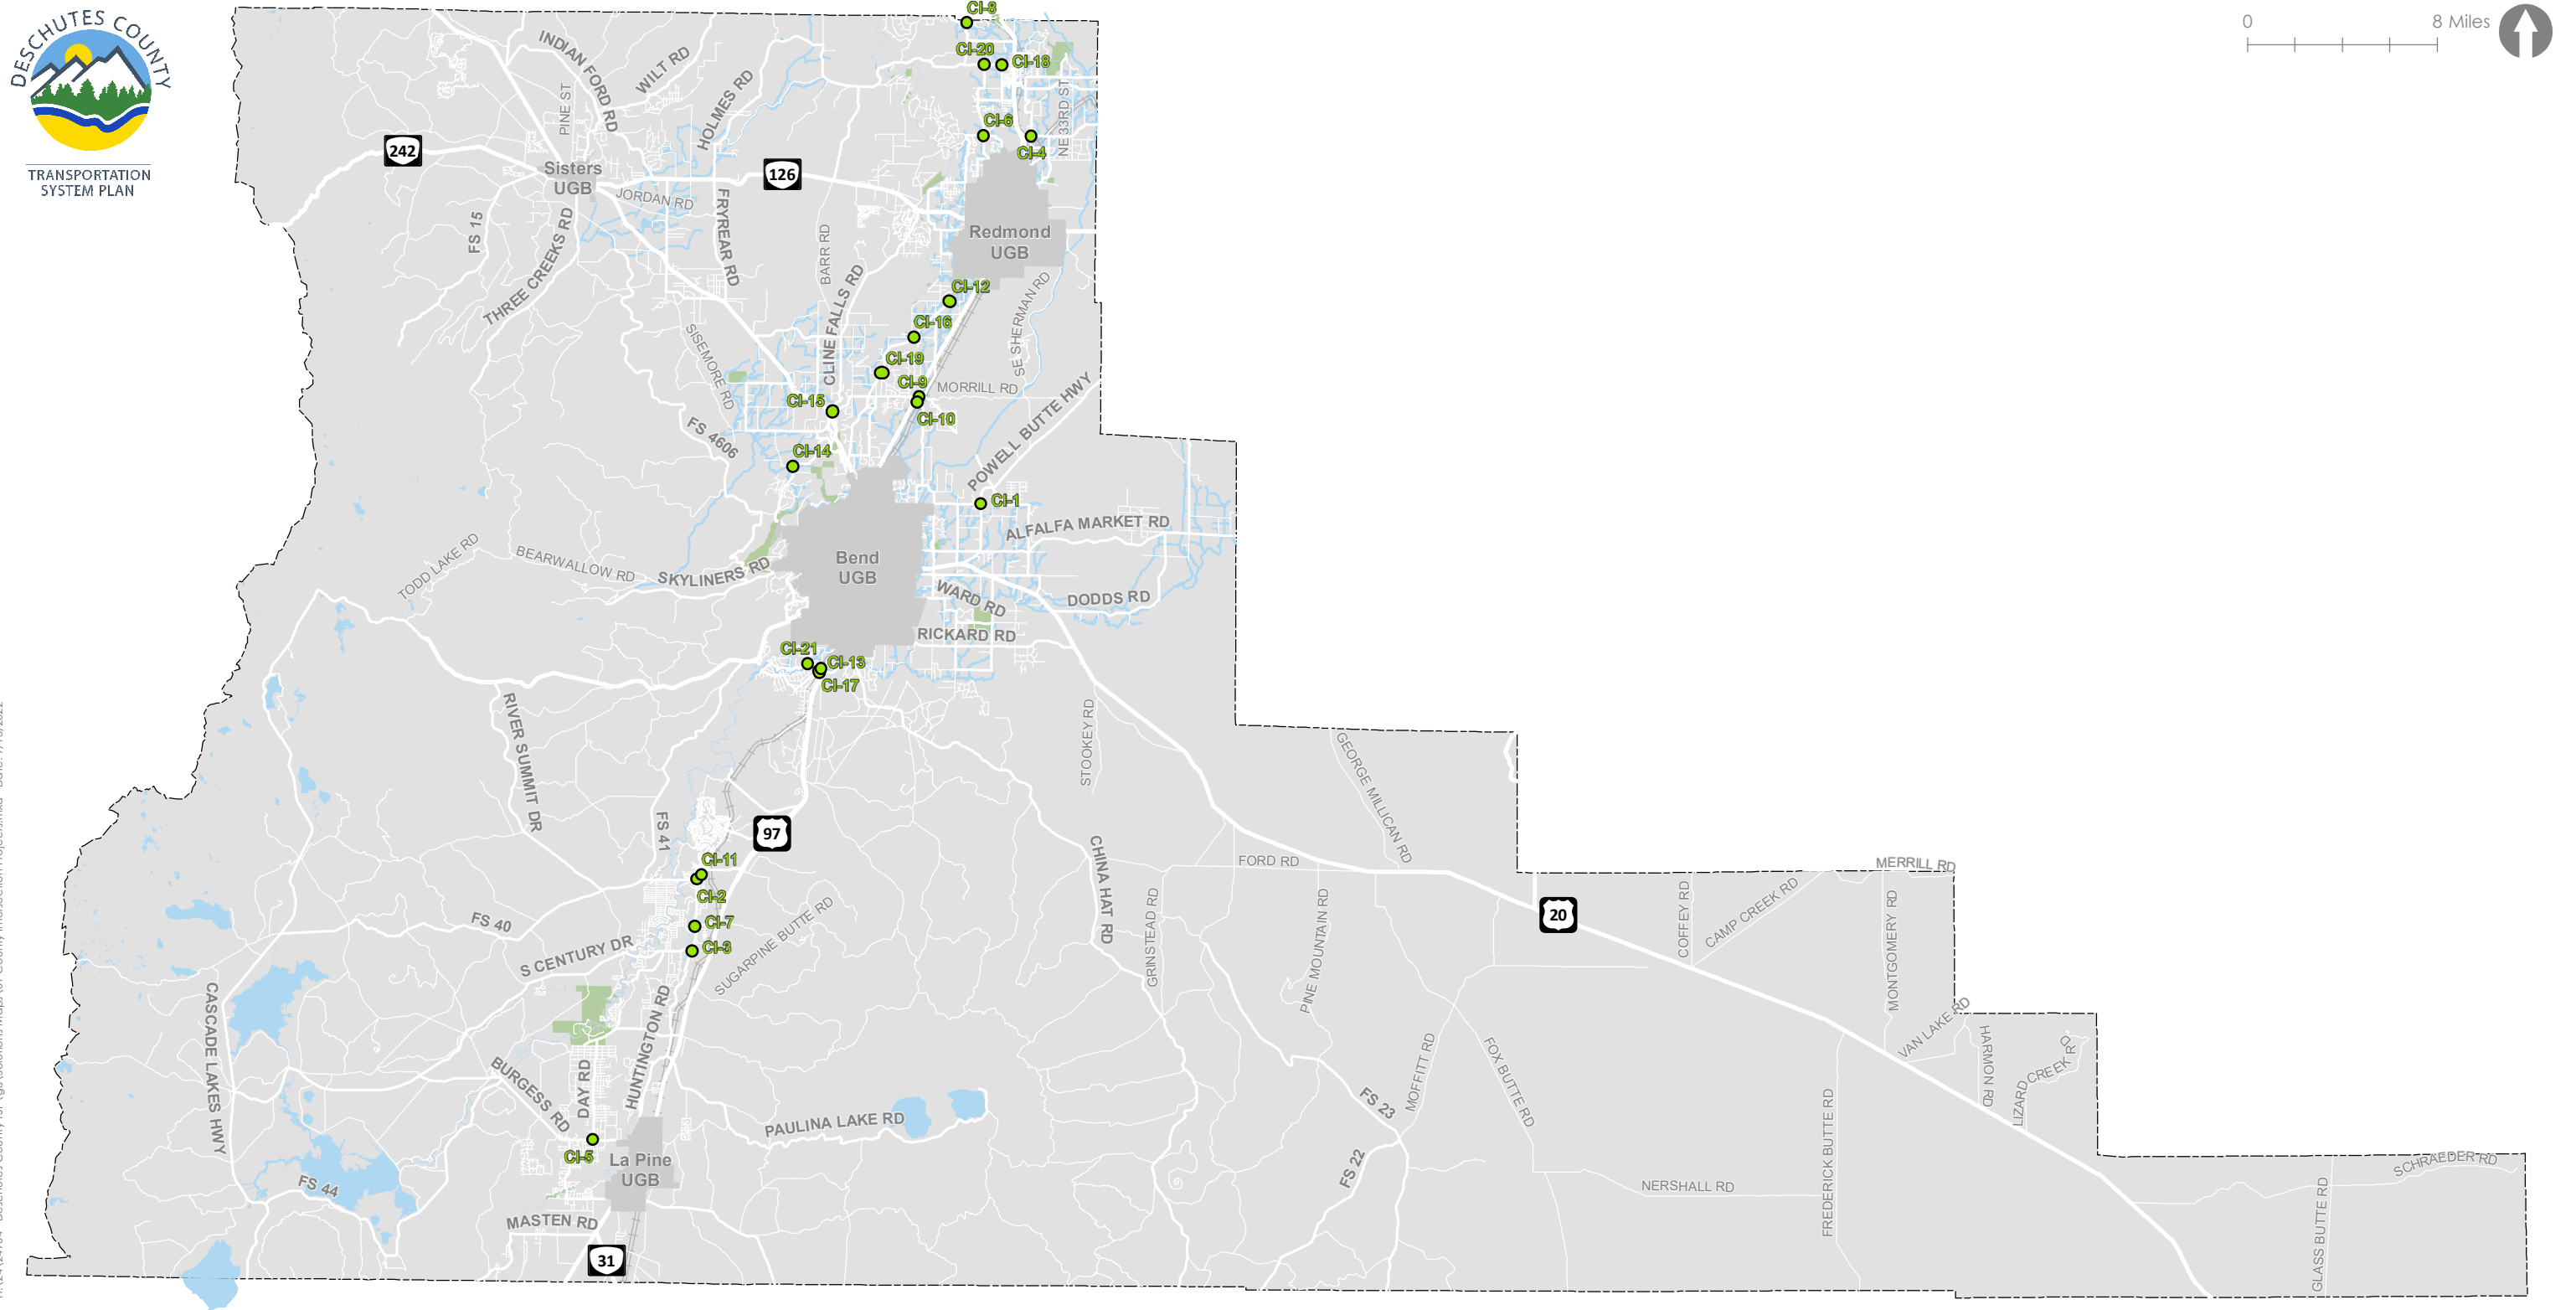 DESCHUTES COUNTY
TRANSPORTATION
SYSTEM PLAN
0
8 Miles
CI-8
CI-20
CI-18
INDIAN FORD RD
WILT RD
HOLMES RD
PINE ST
NE 33RD ST
CI-6
CI-4
242
126
Sisters
UGB
JORDAN RD
FS 15
THREE CREEKS RD
FRYREAR RD
BARR RD
CLINE FALLS RD
Redmond
UGB
SE SHERMAN RD
CI-12
CI-16
SISEMORE RD
CI-19
CI-9
MORRILL RD
CI-15
CI-10
POWELL BUTTE HWY
FS 4606
CI-14
CI-1
ALFALFA MARKET RD
TODD LAKE RD
BEARWALLOW RD
SKYLINERS RD
Bend
UGB
WARD RD
DODDS RD
RICKARD RD
CI-21
CI-13
CI-17
RIVER SUMMIT DR
STOOKEY RD
GEORGE MILLICAN RD
FS 41
97
CHINA HAT RD
FORD RD
MERRILL RD
CI-11
CI-2
CI-7
CI-3
FS 40
S CENTURY DR
SUGARPINE BUTTE RD
GRINSTEAD RD
PINE MOUNTAIN RD
20
COFFEY RD
CAMP CREEK RD
MONTGOMERY RD
CASCADE LAKES HWY
HUNTINGTON RD
BURGESS RD
DAY RD
VAN LAKE RD
HARMON RD
LIZARD CREEK RD
MOFFITT RD
FOX BUTTE RD
FS 23
PAULINA LAKE RD
FREDERICK BUTTE RD
CI-5
La Pine
UGB
FS 44
FS 22
NERSHALL RD
SCHRAEDER RD
GLASS BUTTE RD
MASTEN RD
31